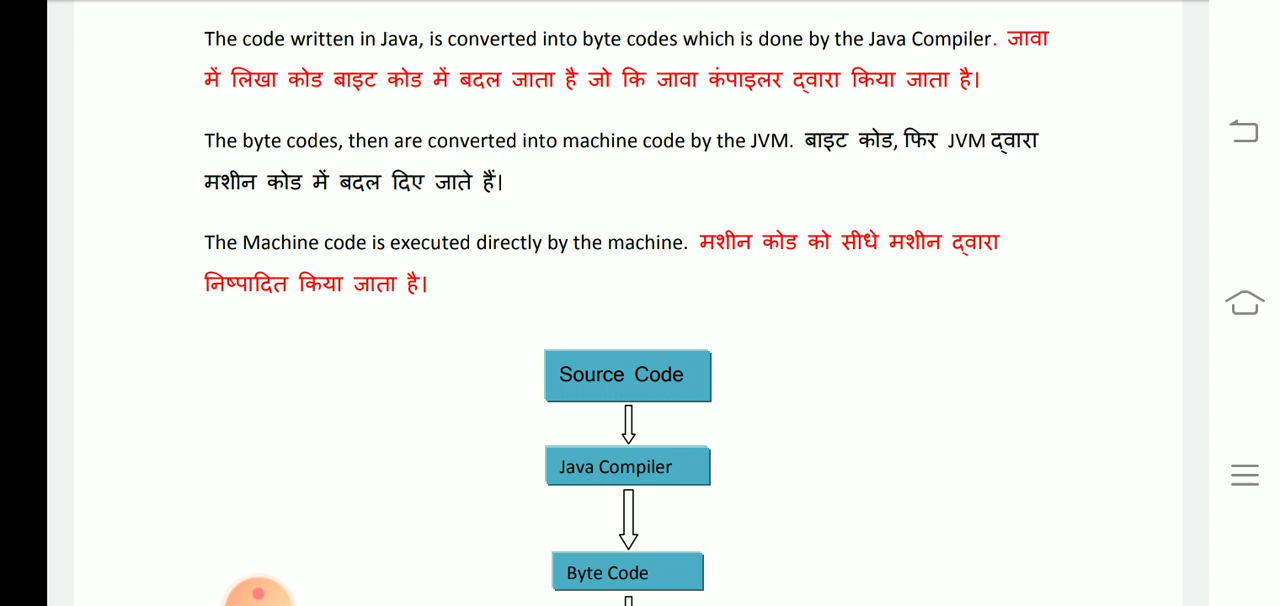 The code written in Java, is converted into byte codes which is done by the Java Compiler. जावा
में लिखा कोड बाइट कोड में बदल जाता है जो कि जावा कंपाइलर द्वारा किया जाता है।
The byte codes, then are converted into machine code by the JVM. बाइट कोड, फिर JVM द्वारा
मशीन कोड में बदल दिए जाते हैं।
The Machine code is executed directly by the machine. मशीन कोड को सीधे मशीन द्वारा
निष्पादित किया जाता है।
Source Code
Java Compiler
Byte Code